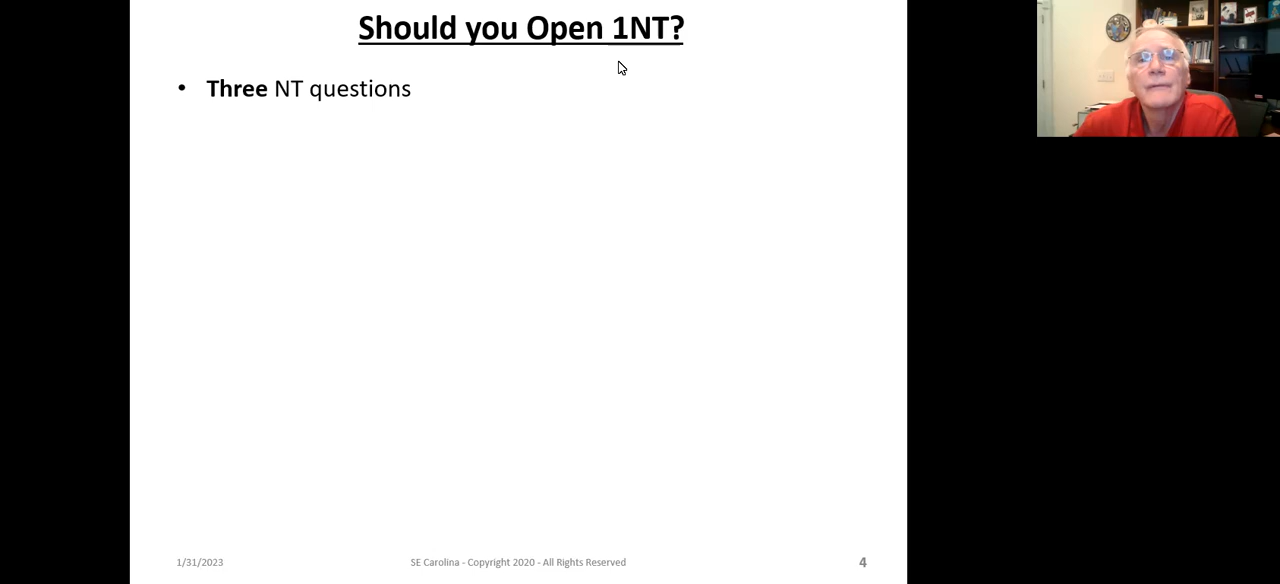 Should you Open 1NT?
• Three NT questions
1/31/2023
SE Carolina - Copyright 2020 - All Rights Reserved
4